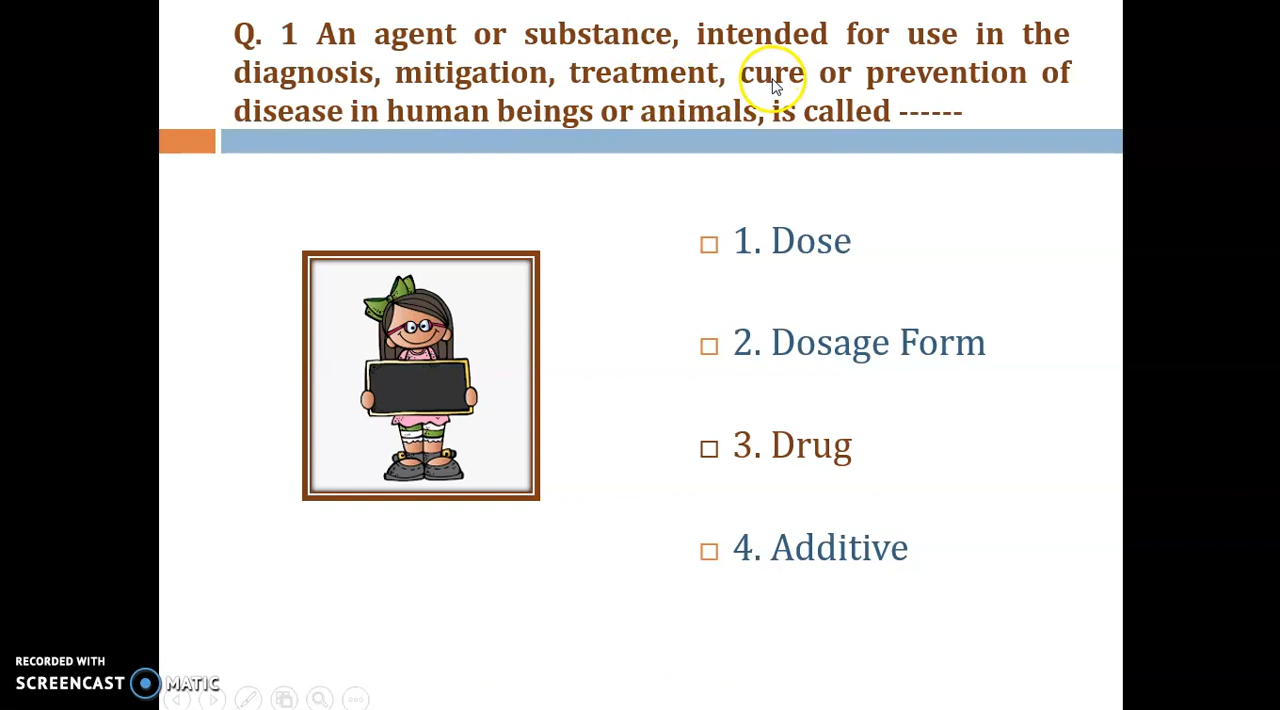 Q. 1 An agent or substance, intended for use in the
diagnosis, mitigation, treatment, cure or prevention of
disease in human beings or animals, is called ------
1. Dose
2. Dosage Form
3. Drug
4. Additive
RECORDED WITH
SCREENCAST MATIC